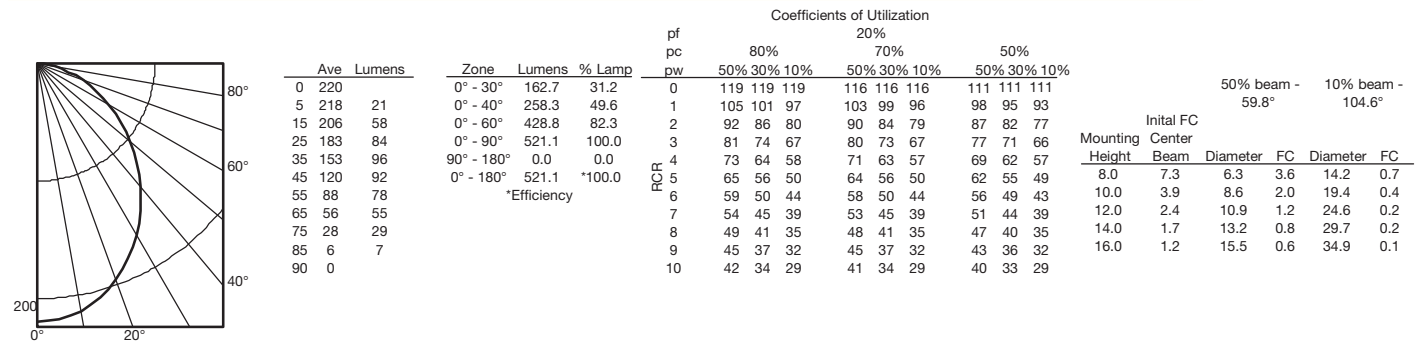 80°
60°
40°
200
0° 20°
Ave Lumens
0 220
5 218 21
15 206 58
25 183 84
35 153 96
45 120 92
55 88 78
65 56 55
75 28 29
85 6 7
90 0
Zone Lumens % Lamp
0° - 30° 162.7 31.2
0° - 40° 258.3 49.6
0° - 60° 428.8 82.3
0° - 90° 521.1 100.0
90° - 180° 0.0 0.0
0° - 180° 521.1 *100.0
*Efficiency
Coefficients of Utilization
pf 20%
pc 80% 70% 50%
pw 50% 30% 10% 50% 30% 10% 50% 30% 10%
RCR
0 119 119 119 116 116 116 111 111 111
1 105 101 97 103 99 96 98 95 93
2 92 86 80 90 84 79 87 82 77
3 81 74 67 80 73 67 77 71 66
4 73 64 58 71 63 57 69 62 57
5 65 56 50 64 56 50 62 55 49
6 59 50 44 58 50 44 56 49 43
7 54 45 39 53 45 39 51 44 39
8 49 41 35 48 41 35 47 40 35
9 45 37 32 45 37 32 43 36 32
10 42 34 29 41 34 29 40 33 29
50% beam - 10% beam -
59.8° 104.6°
Inital FC
Mounting Center
Height Beam Diameter FC Diameter FC
8.0 7.3 6.3 3.6 14.2 0.7
10.0 3.9 8.6 2.0 19.4 0.4
12.0 2.4 10.9 1.2 24.6 0.2
14.0 1.7 13.2 0.8 29.7 0.2
16.0 1.2 15.5 0.6 34.9 0.1